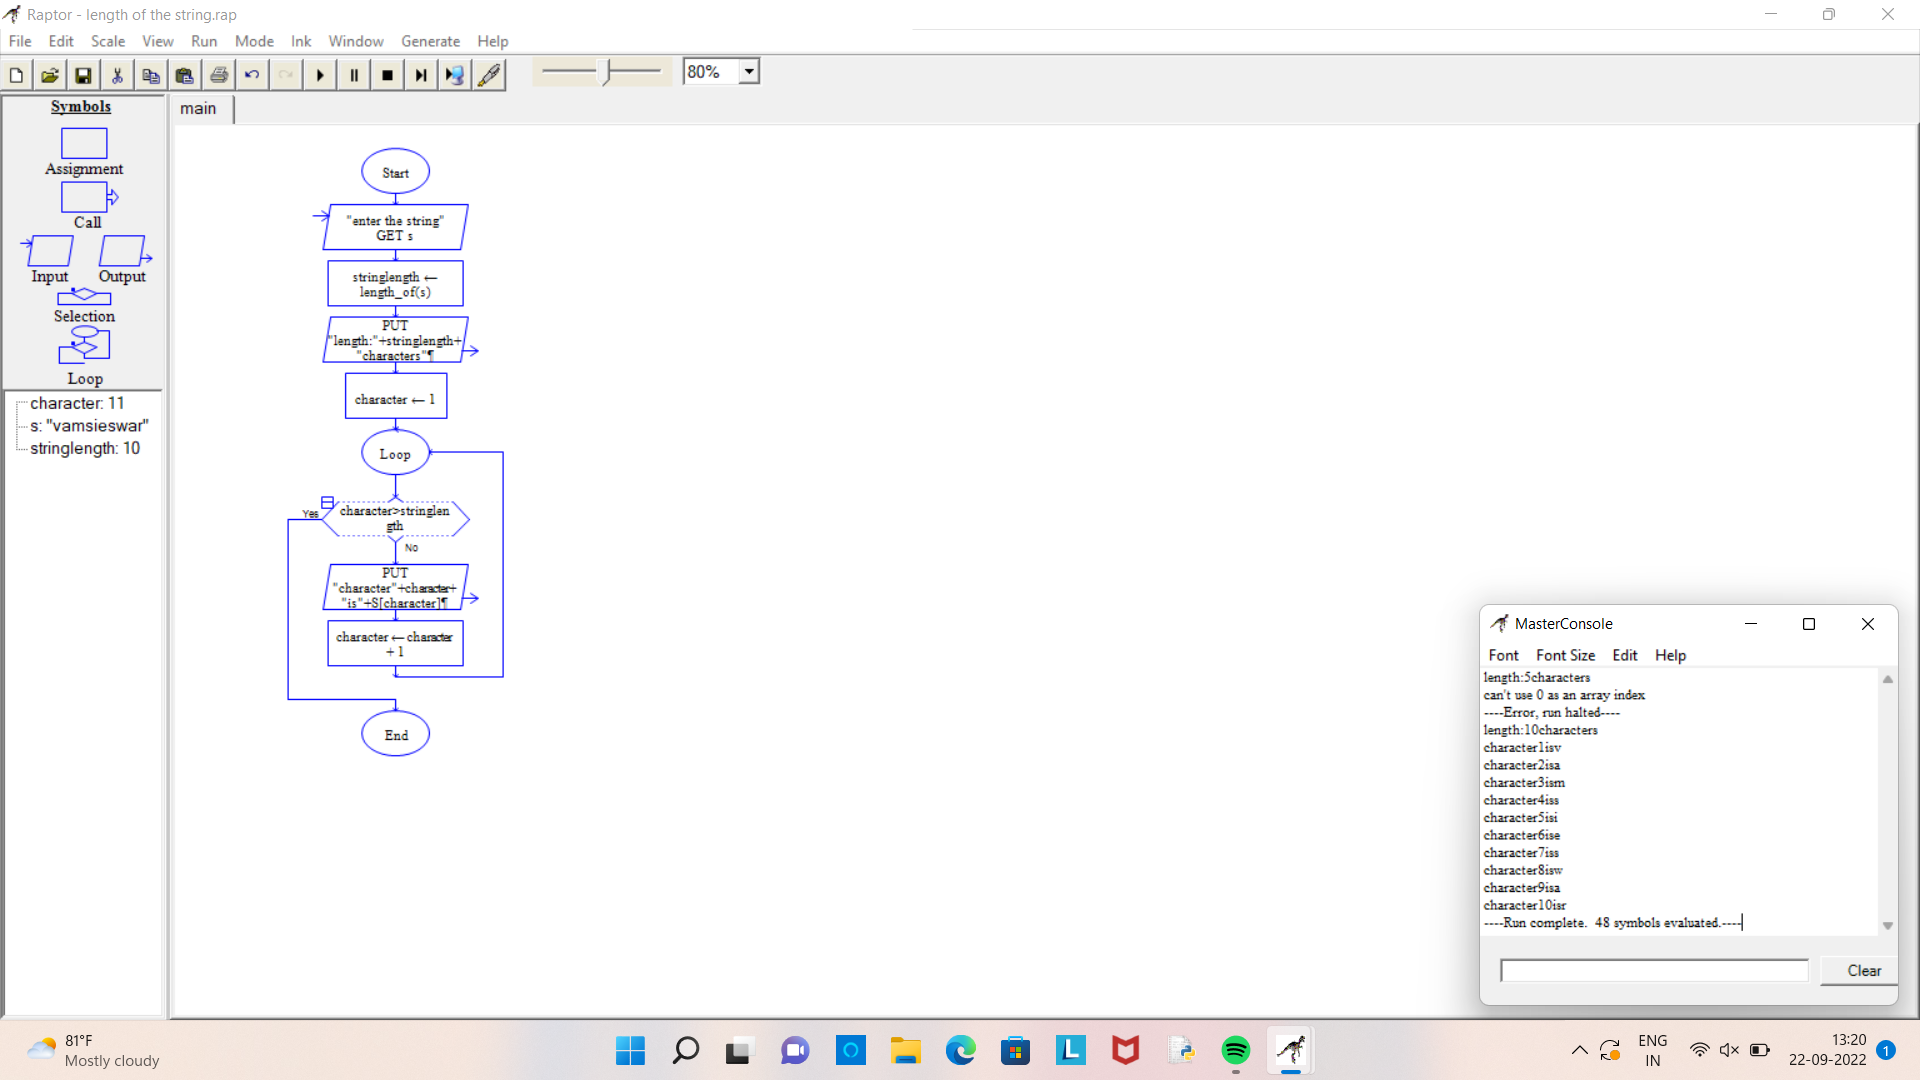 Raptor - length of the string.rap
File Edit Scale View Run Mode Ink Window Generate Help
80%
Symbols
Assignment
Call
Input Output
Selection
Loop
character: 11
s: "vamsieswar"
stringlength: 10
main
Start
"enter the string"
GET s
stringlength ←
length_of(s)
PUT
"length:"+stringlength+
"characters"¶
character ← 1
Loop
Yes
character>stringlen
gth
No
PUT
"character"+character+
"is"+S[character]¶
character ← character
+ 1
End
MasterConsole
Font Font Size Edit Help
length:5characters
can't use 0 as an array index
----Error, run halted----
length:10characters
character1isv
character2isa
character3ism
character4iss
character5isi
character6ise
character7iss
character8isw
character9isa
character10isr
----Run complete.  48 symbols evaluated.----
Clear
81°F
Mostly cloudy
ENG
IN
13:20
22-09-2022
1